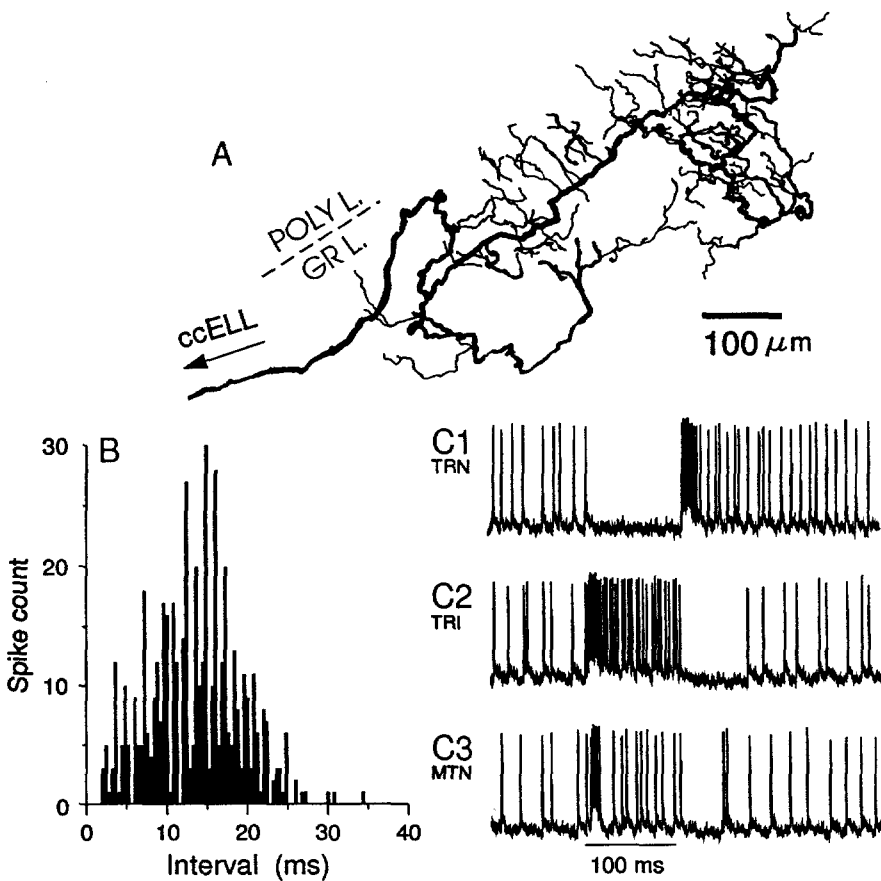 A
POLY L.
GR L.
ccELL
100 μm
B
30
20
10
0
Spike count
0 10 20 30 40
Interval (ms)
C1
TRN
C2
TRI
C3
MTN
100 ms